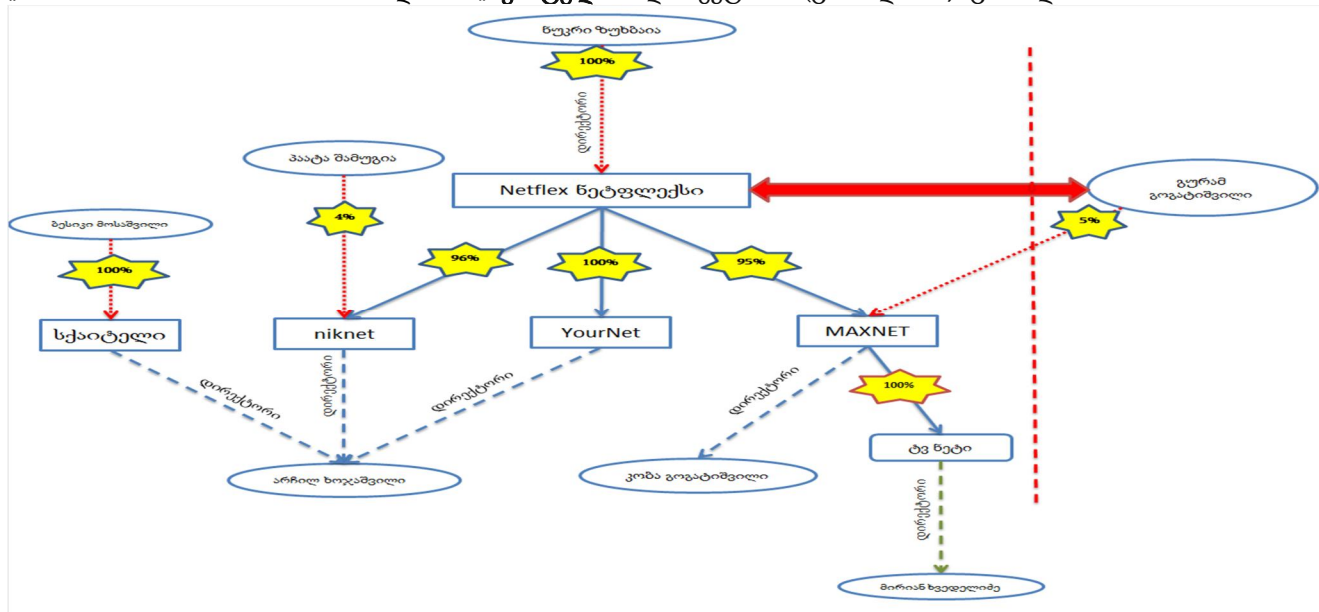 ნუკრი ზუხბაია
100%
დირექტორი
პაატა შამუგია
Netflex ნეტფლექსი
გურამ
გოგატიშვილი
ბესიკი მოსაშვილი
4%
5%
100%
96%
100%
95%
სქაიტელი
niknet
YourNet
MAXNET
დირექტორი
დირექტორი
დირექტორი
დირექტორი
100%
ტვ ნეტი
არჩილ ხოჯაშვილი
კობა გოგატიშვილი
დირექტორი
მირიან ხვედელიძე